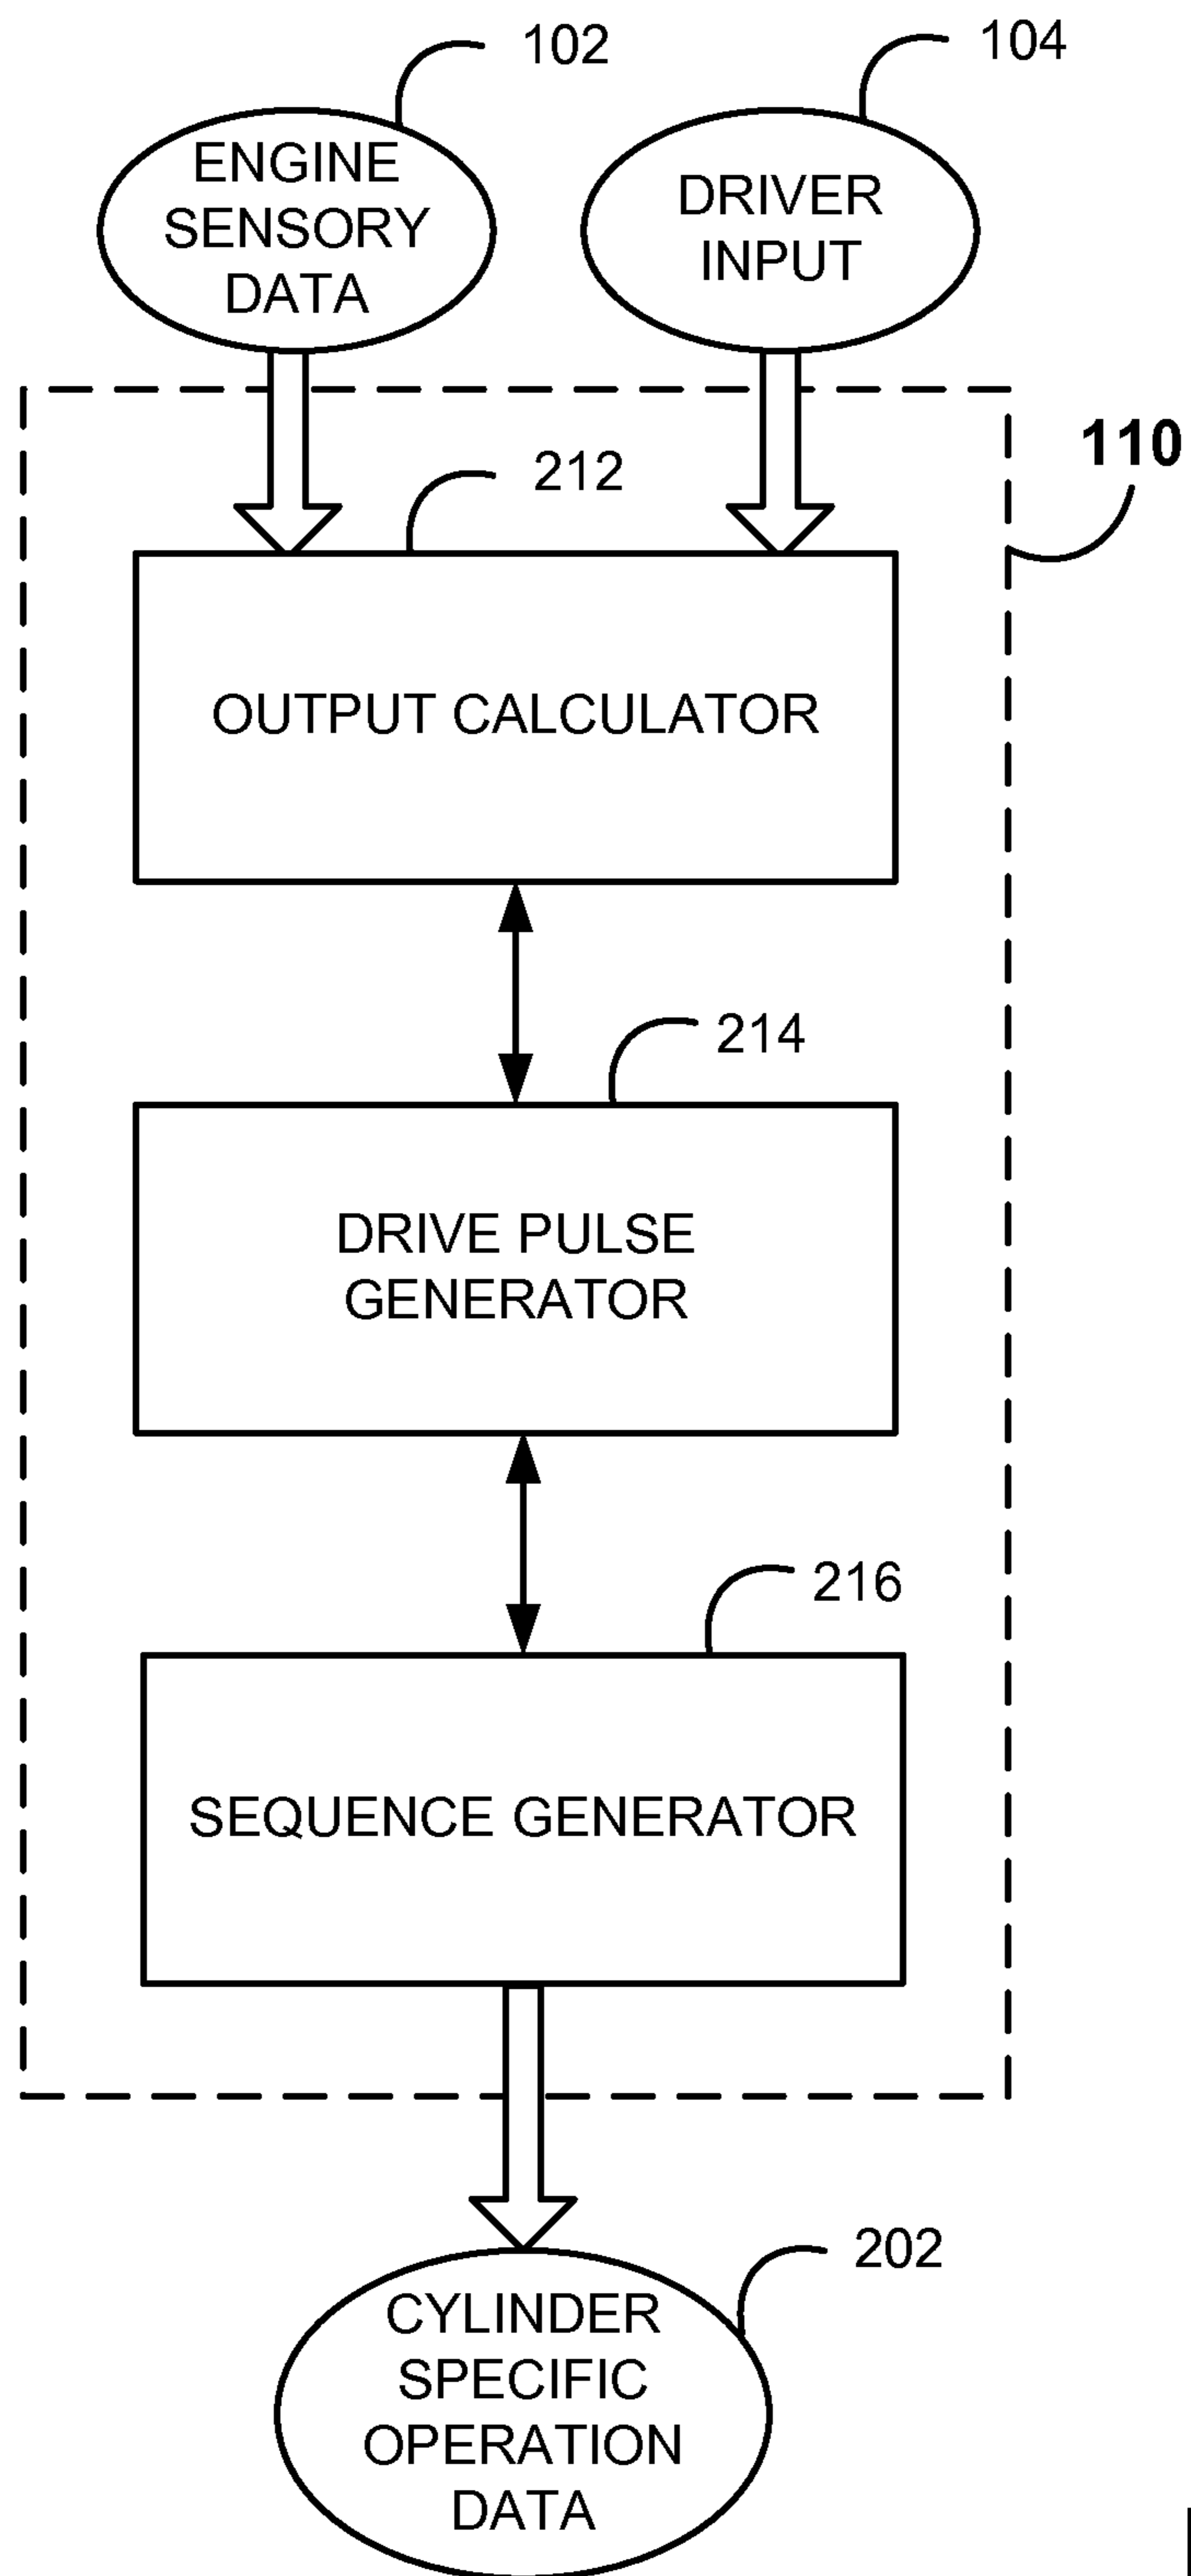 102
104
ENGINE
SENSORY
DATA
DRIVER
INPUT
110
212
OUTPUT CALCULATOR
214
DRIVE PULSE
GENERATOR
216
SEQUENCE GENERATOR
202
CYLINDER
SPECIFIC
OPERATION
DATA